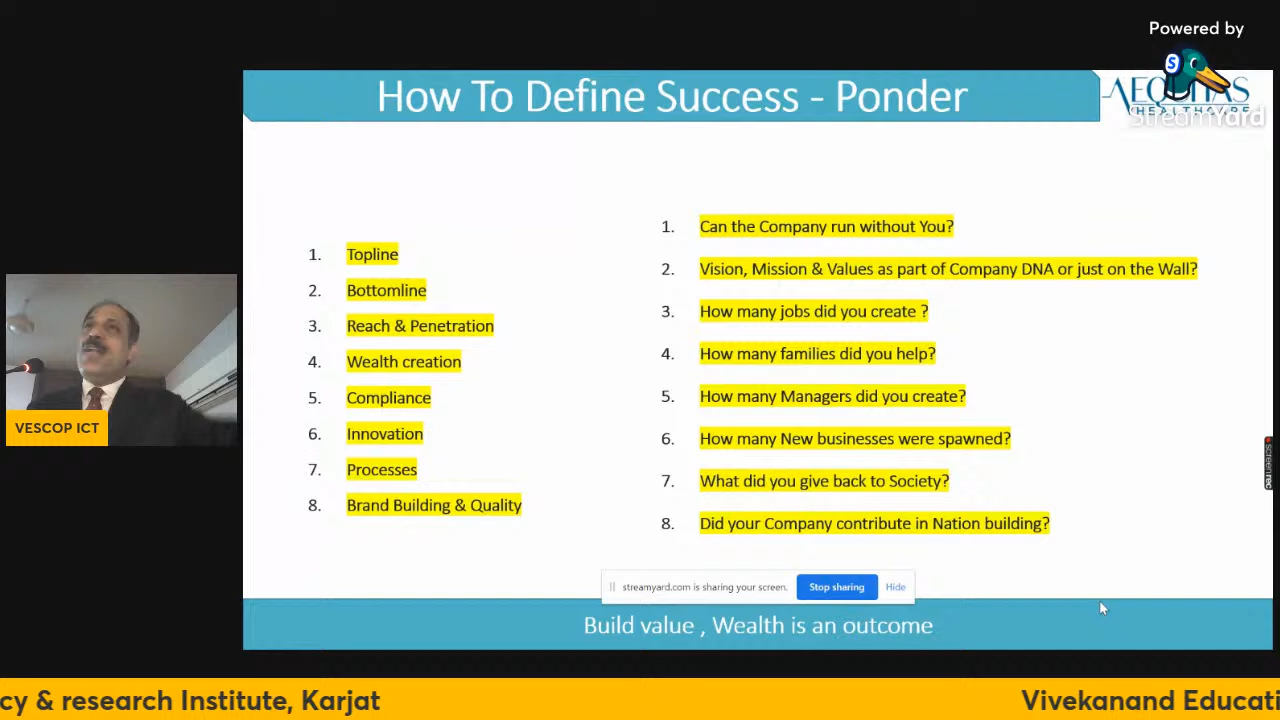 Powered by
How To Define Success - Ponder
AEQUITAS
HEALTHCARE
S
StreamYard
1. Topline
2. Bottomline
3. Reach & Penetration
4. Wealth creation
5. Compliance
6. Innovation
7. Processes
8. Brand Building & Quality
1. Can the Company run without You?
2. Vision, Mission & Values as part of Company DNA or just on the Wall?
3. How many jobs did you create ?
4. How many families did you help?
5. How many Managers did you create?
6. How many New businesses were spawned?
7. What did you give back to Society?
8. Did your Company contribute in Nation building?
VESCOP ICT
screenrec
streamyard.com is sharing your screen. Stop sharing Hide
Build value , Wealth is an outcome
cy & research Institute, Karjat Vivekanand Educati